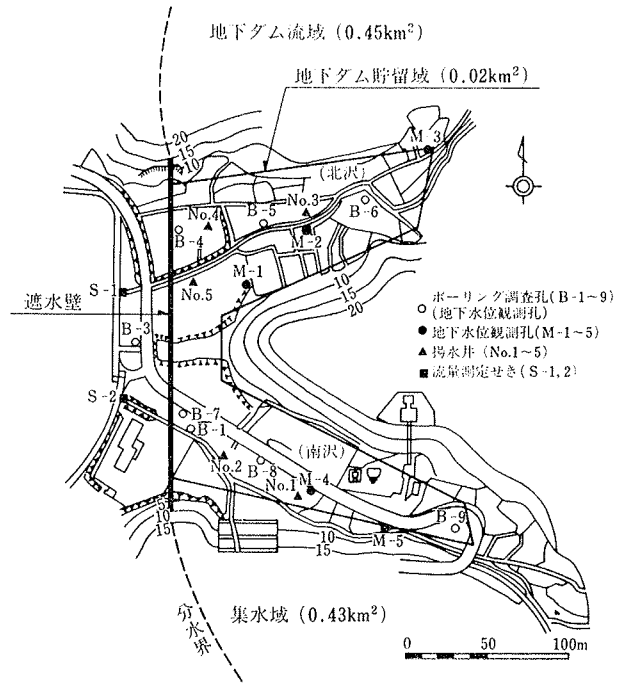 地下ダム流域 (0.45km²)
地下ダム貯留域 (0.02km²)
20
15
10
M-3
(北沢)
No.3
B-6
B-5
No.4
M-2
B-4
M-1
No.5
S-1
10
15
20
遮水壁
B-3
ボーリング調査孔(B-1~9)
(地下水位観測孔)
地下水位観測孔(M-1~5)
揚水井 (No.1~5)
流量測定せき(S-1,2)
S-2
B-7
B-1
(南沢)
No.2
B-8
M-4
No.1
B-9
M-5
5
10
15
10
15
分水界
集水域 (0.43km²)
0 50 100m